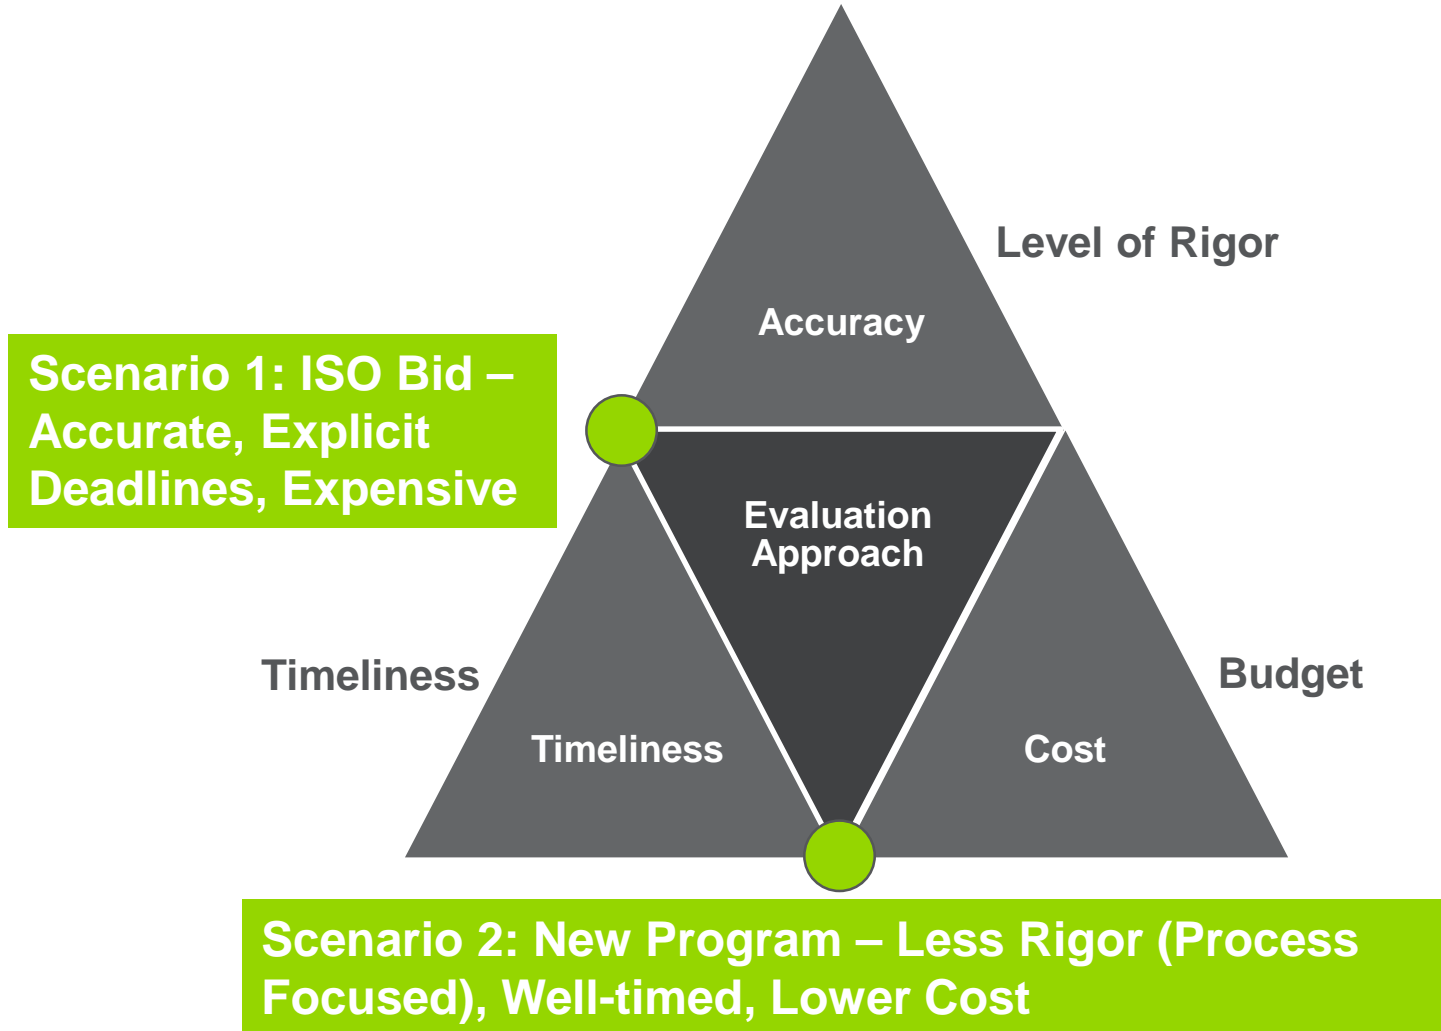 Level of Rigor
Accuracy
Scenario 1: ISO Bid –
Accurate, Explicit
Deadlines, Expensive
Evaluation
Approach
Timeliness
Budget
Timeliness
Cost
Scenario 2: New Program – Less Rigor (Process
Focused), Well-timed, Lower Cost